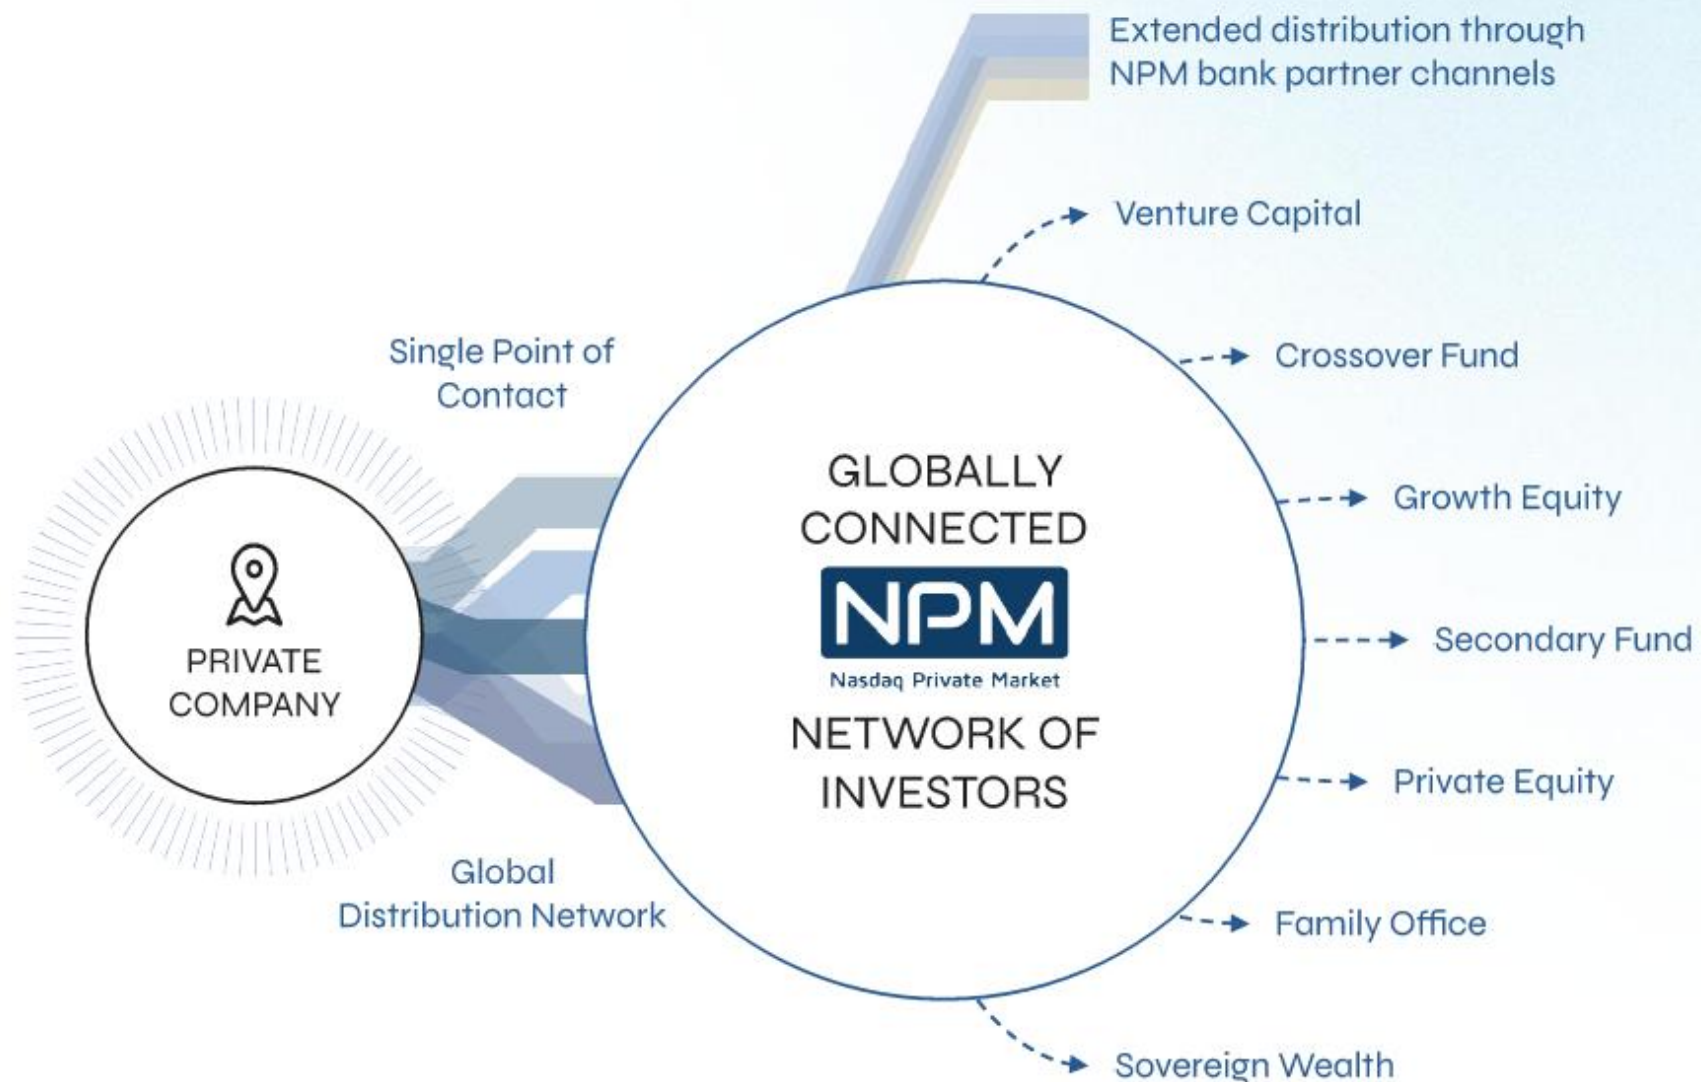 Extended distribution through
NPM bank partner channels
Venture Capital
Single Point of
Contact
Crossover Fund
GLOBALLY
CONNECTED
NPM
Nasdaq Private Market
NETWORK OF
INVESTORS
Growth Equity
PRIVATE
COMPANY
Secondary Fund
Private Equity
Global
Distribution Network
Family Office
Sovereign Wealth